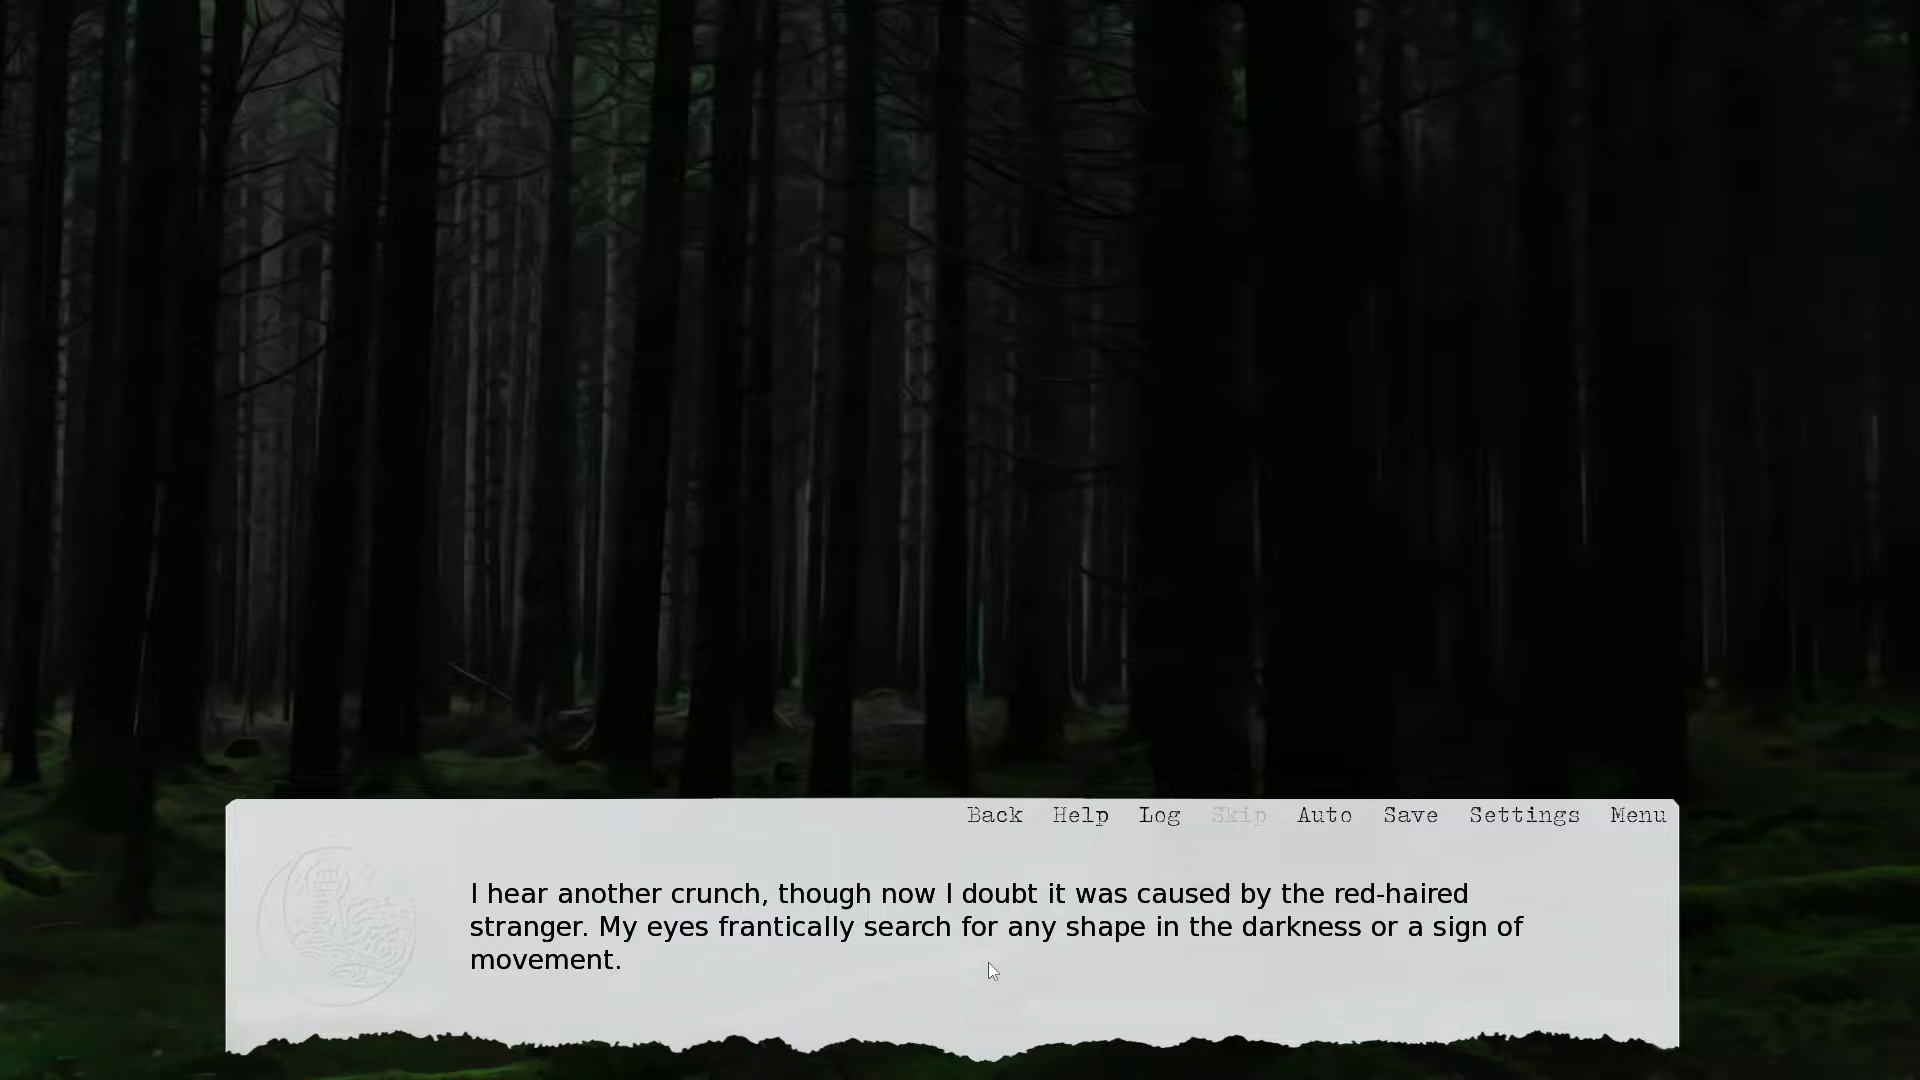 Back Help Log Skip Auto Save Settings Menu
I hear another crunch, though now I doubt it was caused by the red-haired
stranger. My eyes frantically search for any shape in the darkness or a sign of
movement.